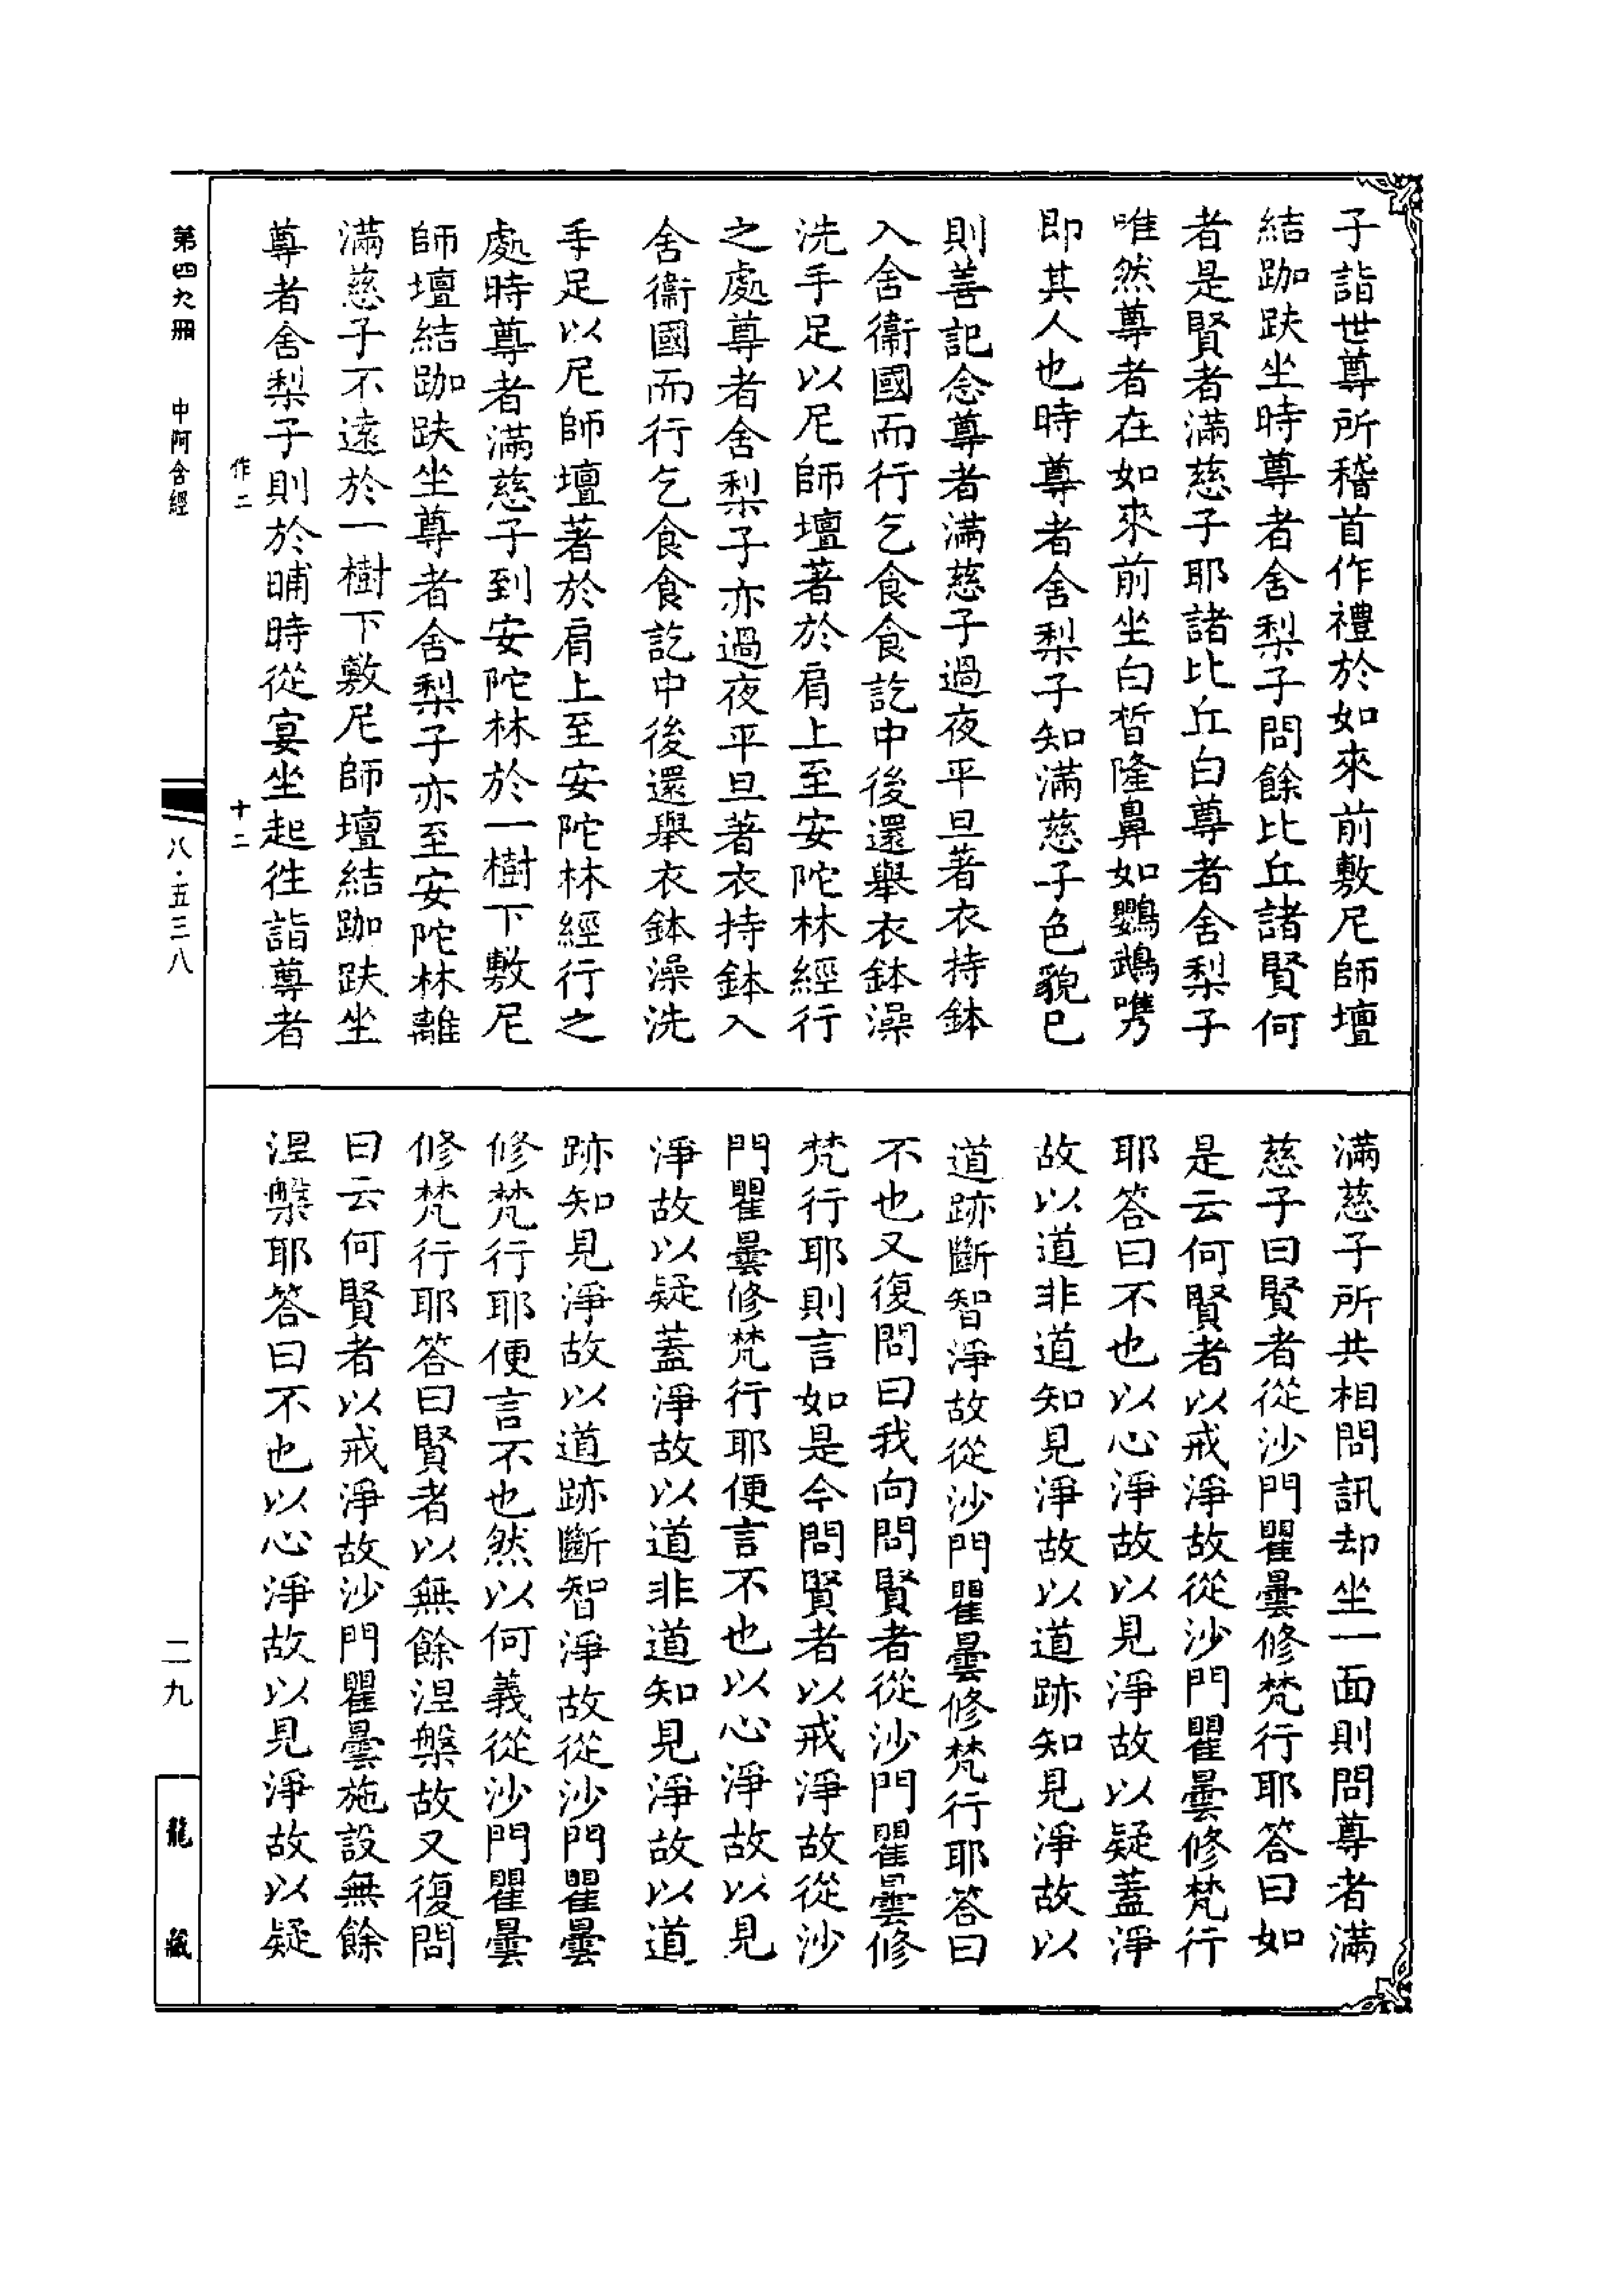 子詣世尊所稽首作禮於如來前敷尼師壇
結跏趺坐時尊者舍梨子問餘比丘諸賢何
者是賢者滿慈子耶諸比丘白尊者舍梨子
唯然尊者在如來前坐白皙隆鼻如鸚鵡嘴
即其人也時尊者舍梨子知滿慈子色貌已
則善記念尊者滿慈子過夜平旦著衣持鉢
入舍衞國而行乞食食訖中後還舉衣鉢澡
洗手足以尼師壇著於肩上至安陀林經行
之處尊者舍梨子亦過夜平旦著衣持鉢入
舍衞國而行乞食食訖中後還舉衣鉢澡洗
手足以尼師壇著於肩上至安陀林經行之
處時尊者滿慈子到安陀林於一樹下敷尼
師壇結跏趺坐尊者舍梨子亦至安陀林離
滿慈子不遠於一樹下敷尼師壇結跏趺坐
尊者舍梨子則於晡時從宴坐起往詣尊者
滿慈子所共相問訊却坐一面則問尊者滿
慈子曰賢者從沙門瞿曇修梵行耶答曰如
是云何賢者以戒淨故從沙門瞿曇修梵行
耶答曰不也以心淨故以見淨故以疑蓋淨
故以道非道知見淨故以道跡知見淨故以
道跡斷智淨故從沙門瞿曇修梵行耶答曰
不也又復問曰我向問賢者從沙門瞿曇修
梵行耶則言如是今問賢者以戒淨故從沙
門瞿曇修梵行耶便言不也以心淨故以見
淨故以疑蓋淨故以道非道知見淨故以道
跡知見淨故以道跡斷智淨故從沙門瞿曇
修梵行耶便言不也然以何義從沙門瞿曇
修梵行耶答曰賢者以無餘涅槃故又復問
曰云何賢者以戒淨故沙門瞿曇施設無餘
涅槃耶答曰不也以心淨故以見淨故以疑
作二
十二
第四九冊
中阿含經
八·五三八
二九
龍藏